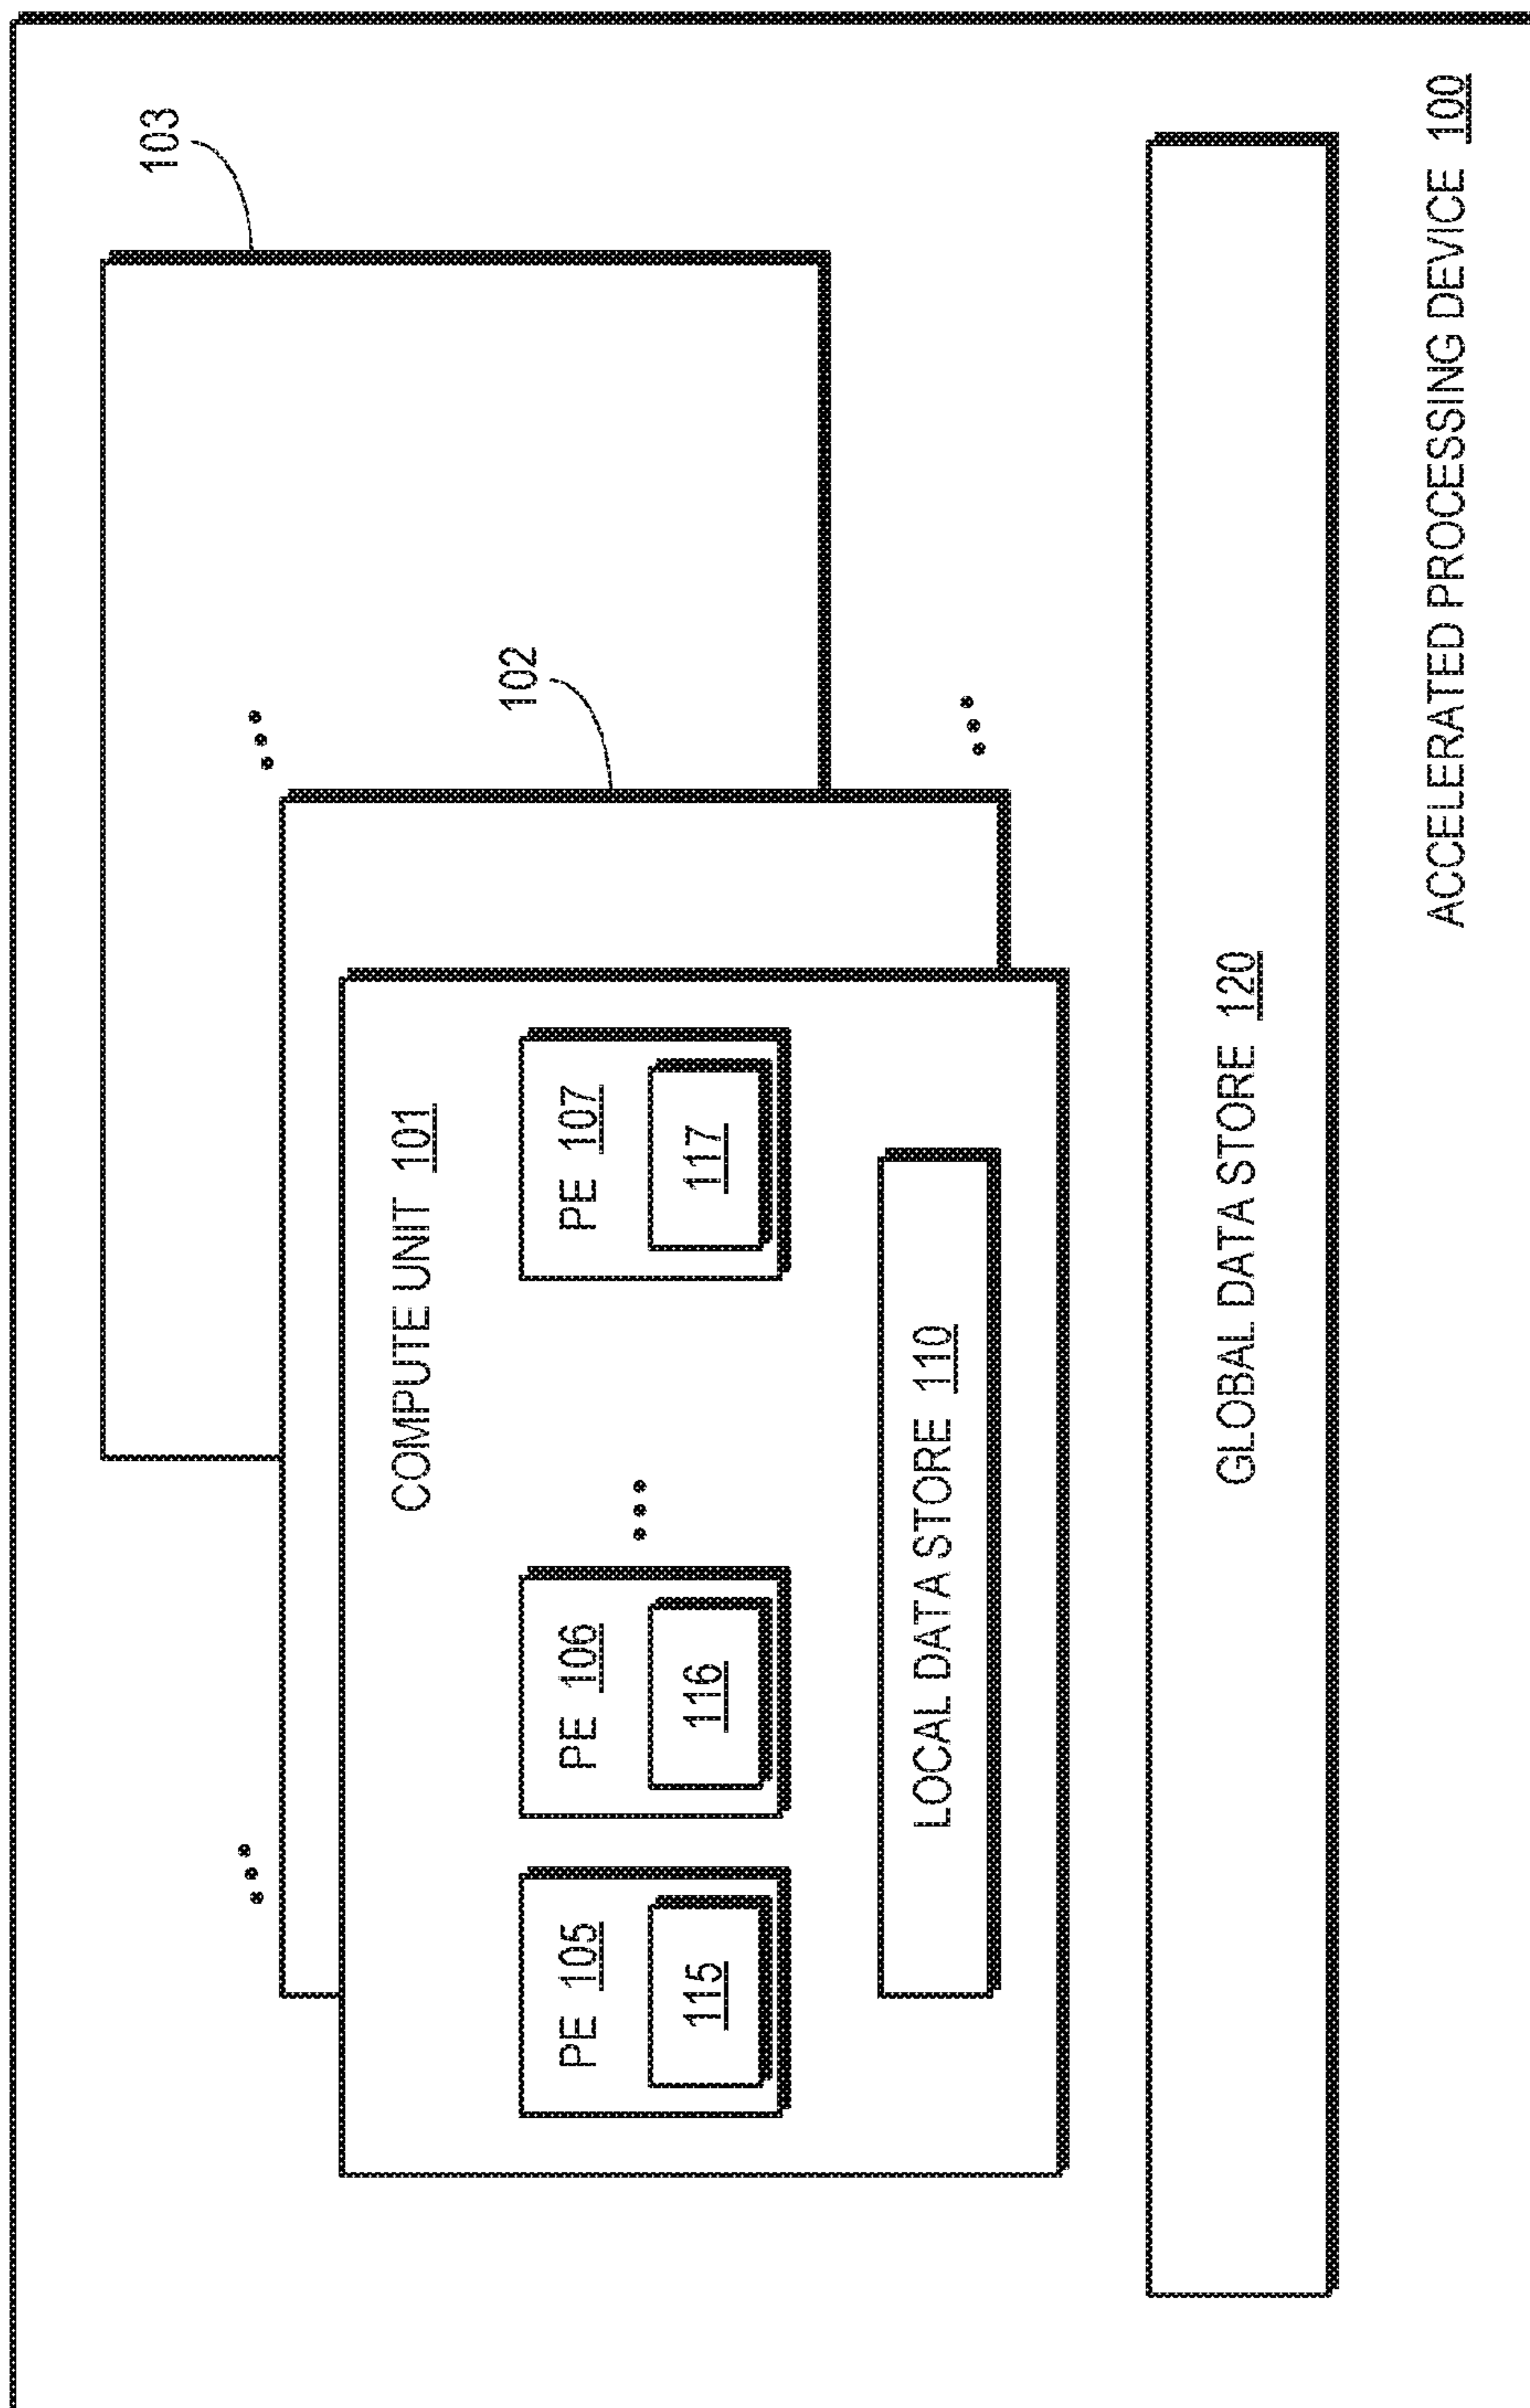 103
102
COMPUTE UNIT 101
PE 105
PE 106
PE 107
115
116
117
LOCAL DATA STORE 110
GLOBAL DATA STORE 120
ACCELERATED PROCESSING DEVICE 100